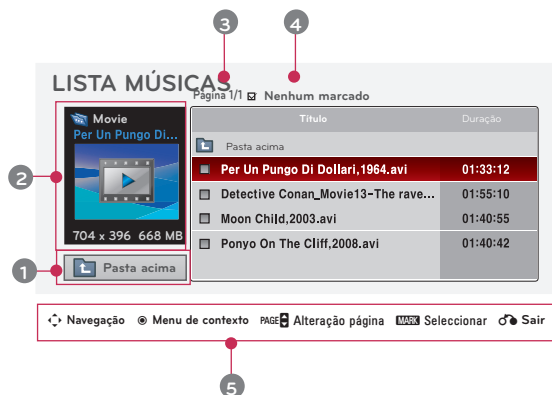 3
4
LISTA MÚSICAS
Página 1/1 Nenhum marcado
Movie
Per Un Pungo Di...
704 x 396 668 MB
Título Duração
Pasta acima
Per Un Pungo Di Dollari,1964.avi 01:33:12
Detective Conan_Movie13-The rave... 01:55:10
Moon Child,2003.avi 01:40:55
Ponyo On The Cliff,2008.avi 01:40:42
2
1
Pasta acima
Navegação Menu de contexto PAGE Alteração página MARK Seleccionar Sair
5